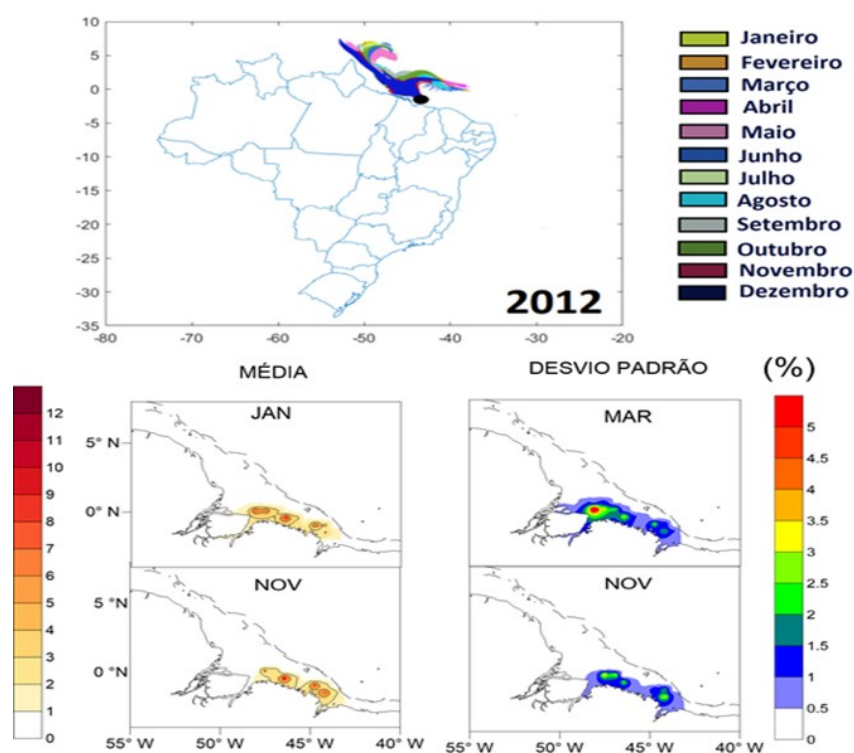 10
5
0
-5
-10
-15
-20
-25
-30
-35
-80 -70 -60 -50 -40 -30 -20
2012
Janeiro
Fevereiro
Março
Abril
Maio
Junho
Julho
Agosto
Setembro
Outubro
Novembro
Dezembro
MÉDIA
DESVIO PADRÃO
(%)
12
11
10
9
8
7
6
5
4
3
2
1
0
JAN
5° N
0° N
MAR
55° W 50° W 45° W 40° W
NOV
5 °N
0 °N
55° W 50° W 45° W 40° W
NOV
55° W 50° W 45° W 40° W
5
4.5
4
3.5
3
2.5
2
1.5
1
0.5
0